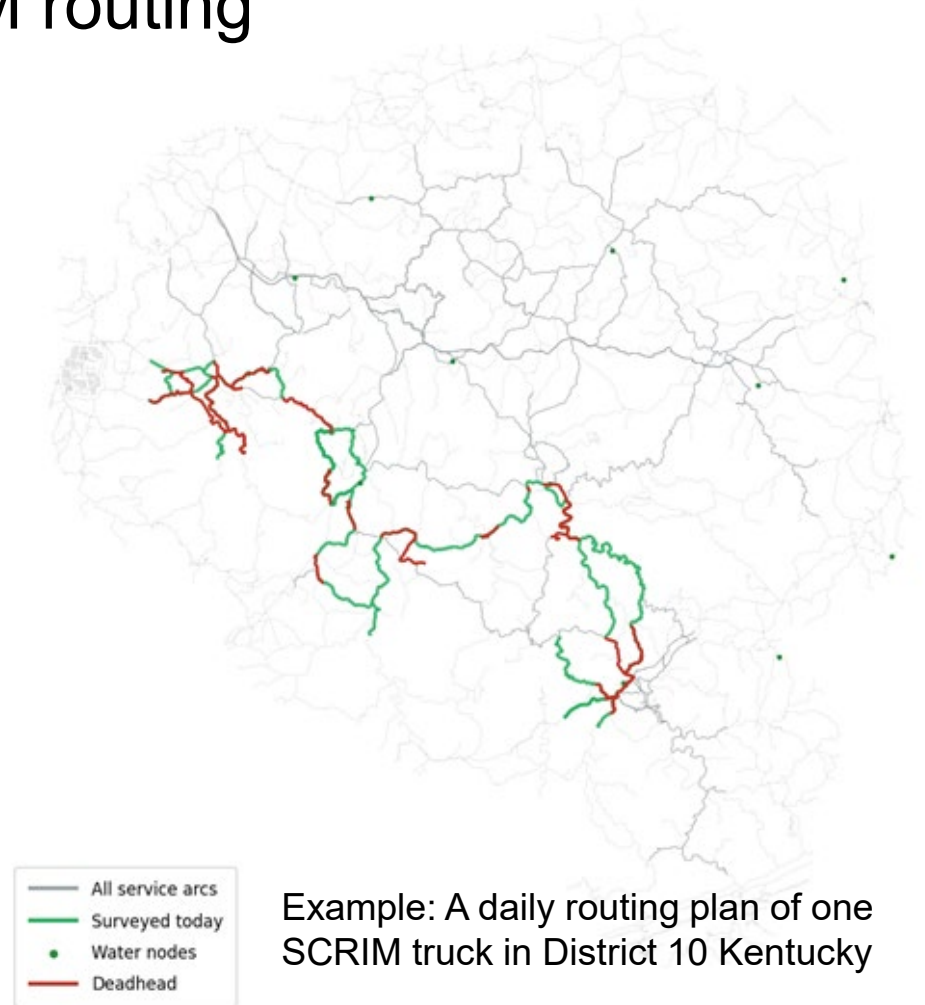 routing
All service arcs
Surveyed today
Water nodes
Deadhead
Example: A daily routing plan of one
SCRIM truck in District 10 Kentucky